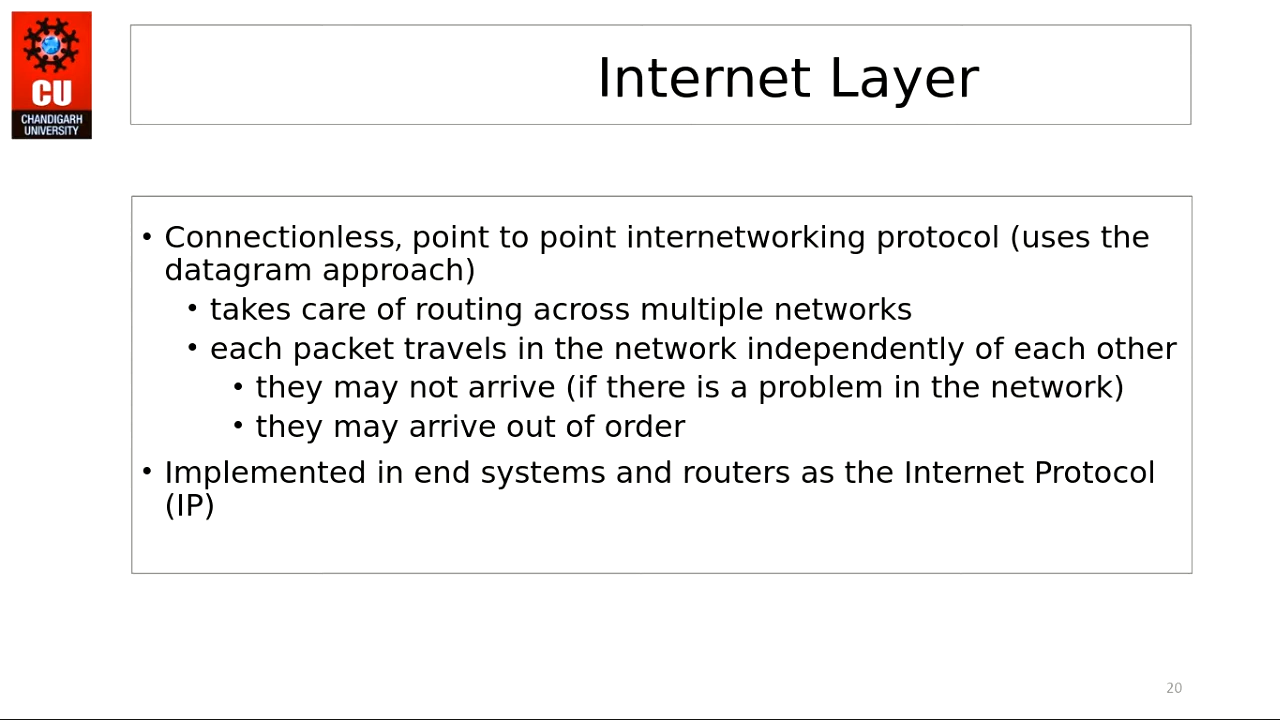 CU
CHANDIGARH
UNIVERSITY
Internet Layer
• Connectionless, point to point internetworking protocol (uses the
datagram approach)
• takes care of routing across multiple networks
• each packet travels in the network independently of each other
• they may not arrive (if there is a problem in the network)
• they may arrive out of order
• Implemented in end systems and routers as the Internet Protocol
(IP)
20